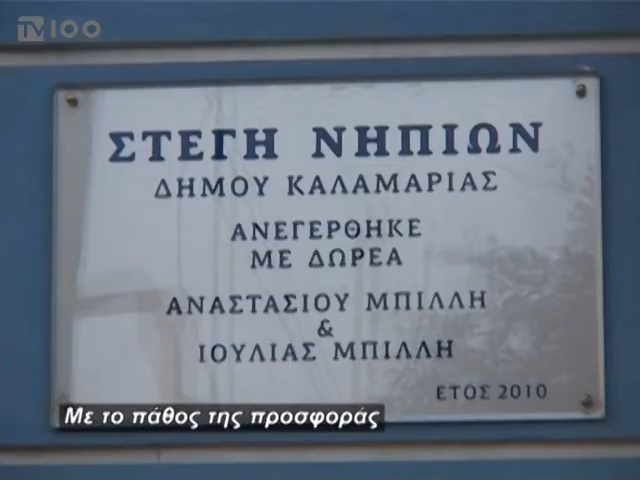 TV100
ΣΤΕΓΗ ΝΗΠΙΩΝ
ΔΗΜΟΥ ΚΑΛΑΜΑΡΙΑΣ
ΑΝΕΓΕΡΘΗΚΕ
ΜΕ ΔΩΡΕΑ
ΑΝΑΣΤΑΣΙΟΥ ΜΠΙΛΛΗ
&
ΙΟΥΛΙΑΣ ΜΠΙΛΛΗ
ΕΤΟΣ 2010
Με το πάθος της προσφοράς